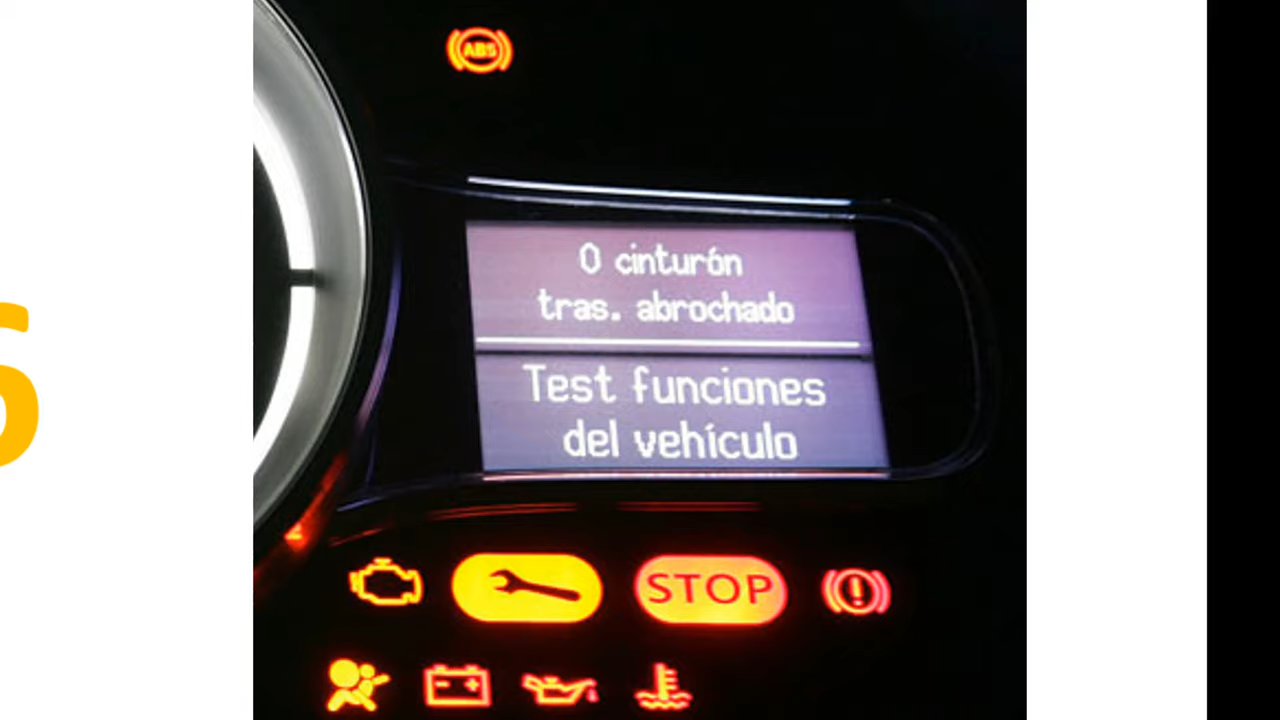 ABS
0 cinturón
tras. abrochado
Test funciones
del vehículo
STOP